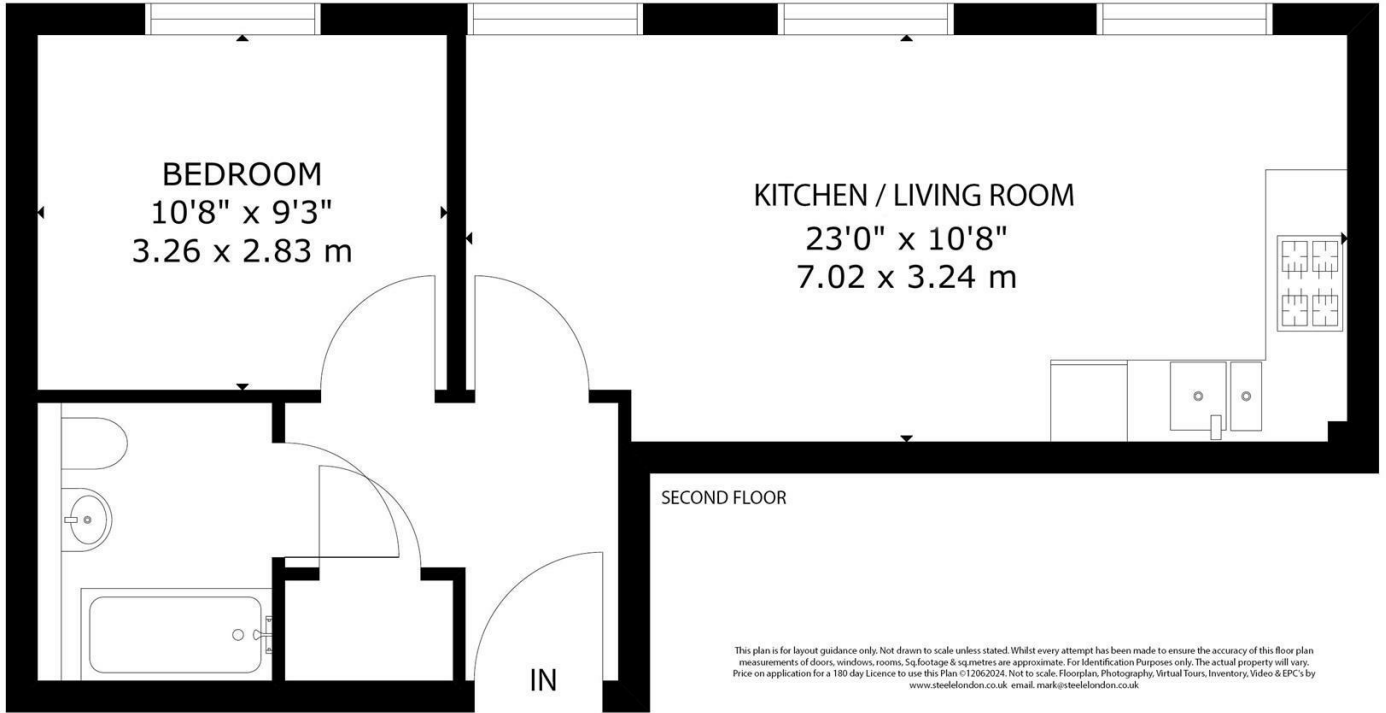 BEDROOM
10'8" x 9'3"
3.26 x 2.83 m
KITCHEN / LIVING ROOM
23'0" x 10'8"
7.02 x 3.24 m
SECOND FLOOR
IN
This plan is for layout guidance only. Not drawn to scale unless stated. Whilst every attempt has been made to ensure the accuracy of this floor plan
measurements of doors, windows, rooms, Sq.footage & sq.metres are approximate. For Identification Purposes only. The actual property will vary.
Price on application for a 180 day Licence to use this Plan ©12062024. Not to scale. Floorplan, Photography, Virtual Tours, Inventory, Video & EPC's by
www.steelelondon.co.uk email. mark@steelelondon.co.uk